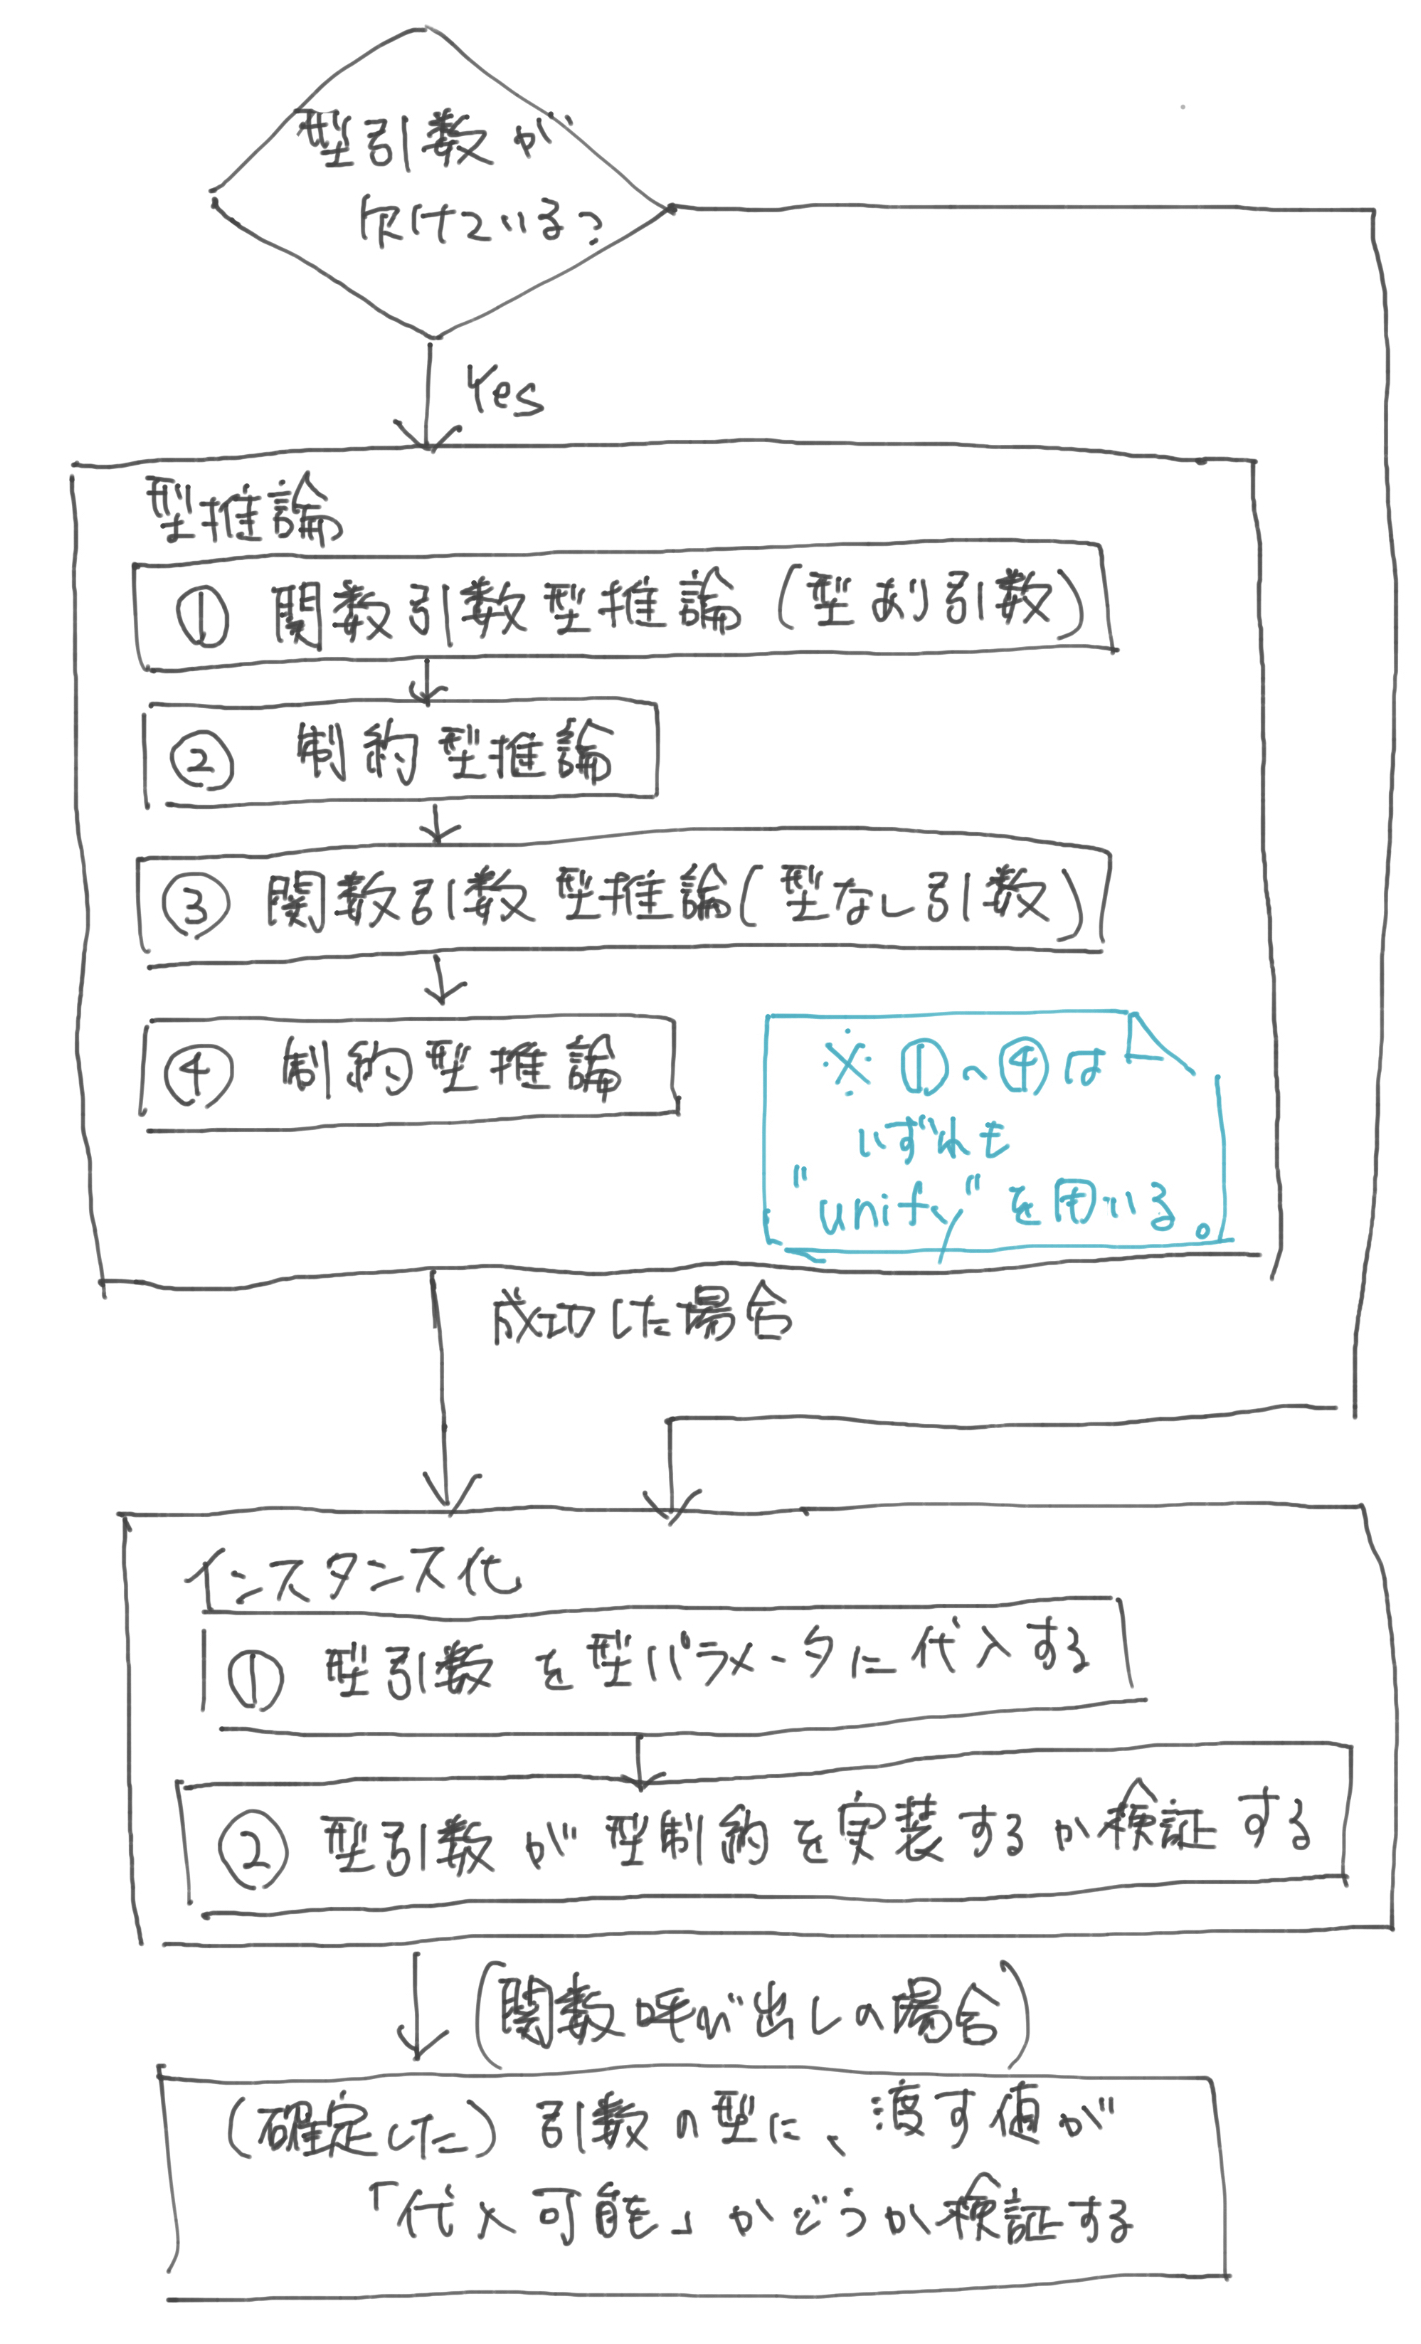 型引数が
欠けている?
Yes
型推論
① 関数引数型推論(型あり引数)
② 制約型推論
③ 関数引数型推論(型なし引数)
④ 制約型推論
※ ①~④は
いずれも
"unify"を用いる。
成功した場合
インスタンス化
① 型引数を型パラメータに代入する
② 型引数が型制約を実装するか検証する
(関数呼び出しの場合)
(確定した)引数の型に、渡す値が
「代入可能」かどうか検証する